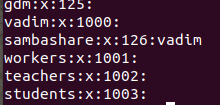 gdm:x:125:
vadim:x:1000:
sambashare:x:126:vadim
workers:x:1001:
teachers:x:1002:
students:x:1003: